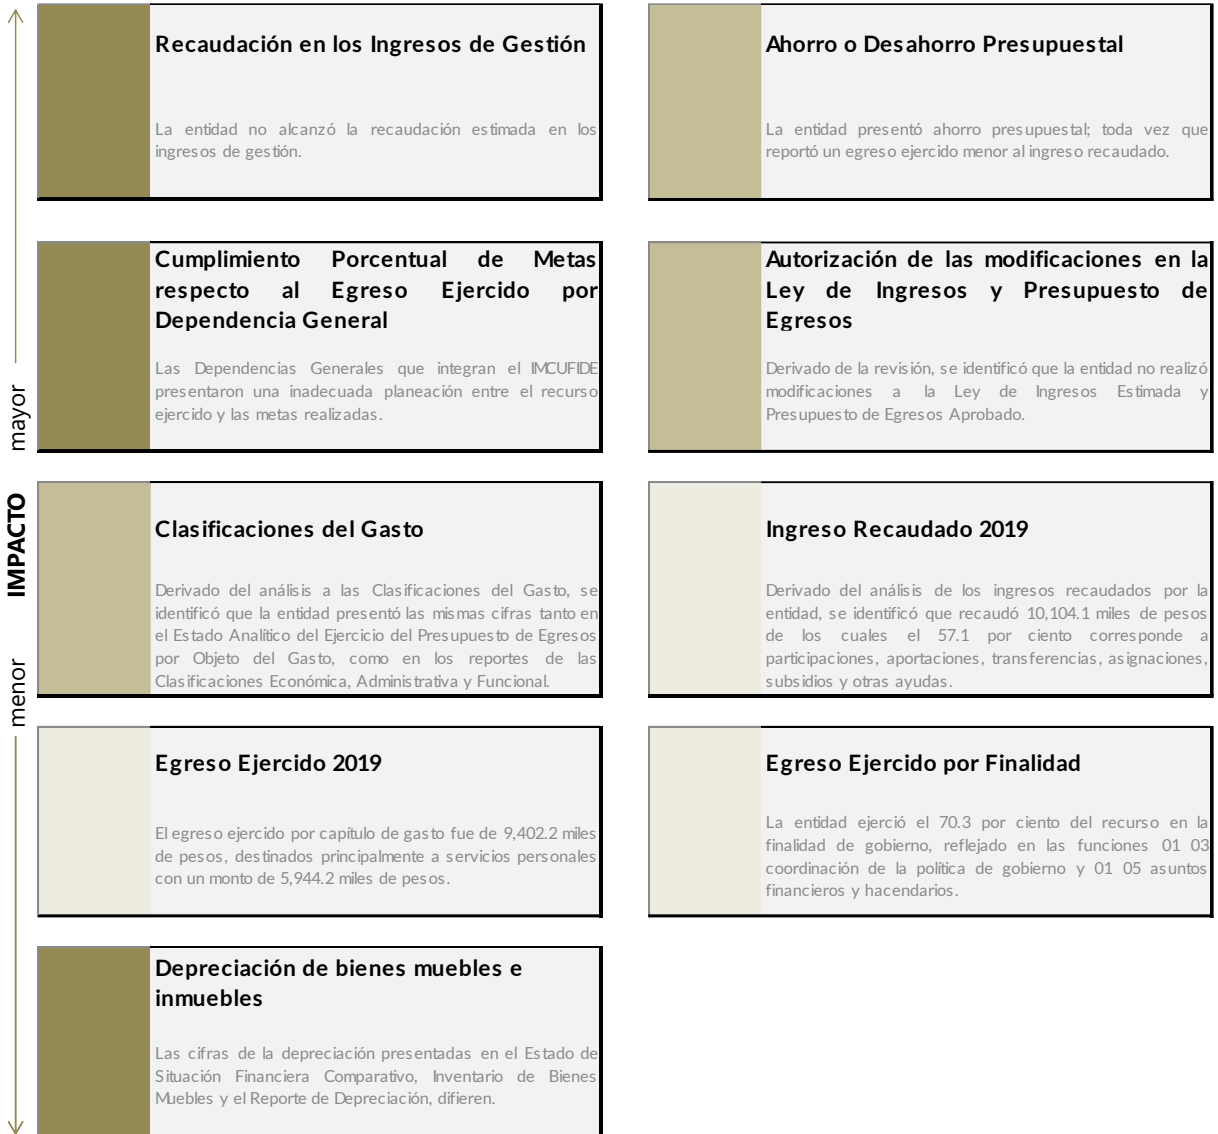 Recaudación en los Ingresos de Gestión
La entidad no alcanzó la recaudación estimada en los
ingresos de gestión.
Ahorro o Desahorro Presupuestal
La entidad presentó ahorro presupuestal; toda vez que
reportó un egreso ejercido menor al ingreso recaudado.
Cumplimiento Porcentual de Metas
respecto al Egreso Ejercido por
Dependencia General
Las Dependencias Generales que integran el IMCUFIDE
presentaron una inadecuada planeación entre el recurso
ejercido y las metas realizadas.
Autorización de las modificaciones en la
Ley de Ingresos y Presupuesto de
Egresos
Derivado de la revisión, se identificó que la entidad no realizó
modificaciones a la Ley de Ingresos Estimada y
Presupuesto de Egresos Aprobado.
mayor
IMPACTO
menor
Clasificaciones del Gasto
Derivado del análisis a las Clasificaciones del Gasto, se
identificó que la entidad presentó las mismas cifras tanto en
el Estado Analítico del Ejercicio del Presupuesto de Egresos
por Objeto del Gasto, como en los reportes de las
Clasificaciones Económica, Administrativa y Funcional.
Ingreso Recaudado 2019
Derivado del análisis de los ingresos recaudados por la
entidad, se identificó que recaudó 10,104.1 miles de pesos
de los cuales el 57.1 por ciento corresponde a
participaciones, aportaciones, transferencias, asignaciones,
subsidios y otras ayudas.
Egreso Ejercido 2019
El egreso ejercido por capítulo de gasto fue de 9,402.2 miles
de pesos, destinados principalmente a servicios personales
con un monto de 5,944.2 miles de pesos.
Egreso Ejercido por Finalidad
La entidad ejerció el 70.3 por ciento del recurso en la
finalidad de gobierno, reflejado en las funciones 01 03
coordinación de la política de gobierno y 01 05 asuntos
financieros y hacendarios.
Depreciación de bienes muebles e
inmuebles
Las cifras de la depreciación presentadas en el Estado de
Situación Financiera Comparativo, Inventario de Bienes
Muebles y el Reporte de Depreciación, difieren.